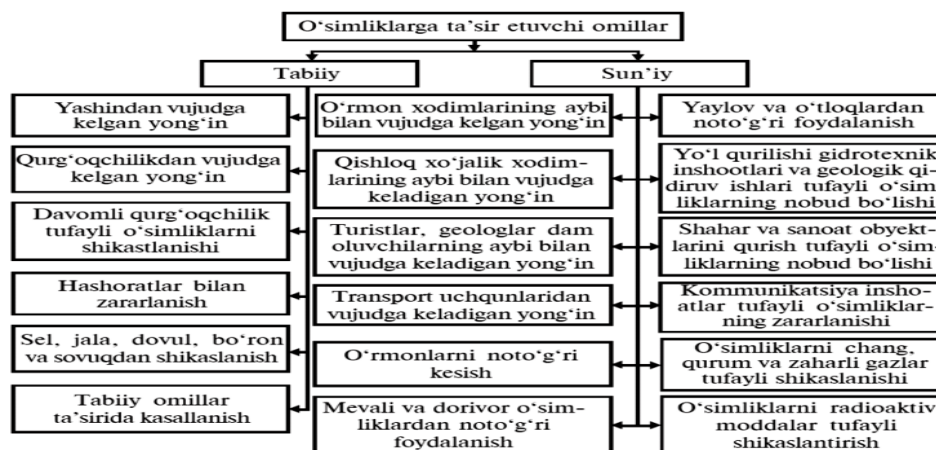 O‘simliklarga ta’sir etuvchi omillar
Tabiiy
Sun’iy
Yashindan vujudga
kelgan yong‘in
Qurg‘oqchilikdan vujudga
kelgan yong‘in
Davomli qurg‘oqchilik
tufayli o‘simliklarni
shikastlanishi
Hashoratlar bilan
zararlanish
Sel, jala, dovul, bo‘ron
va sovuqdan shikaslanish
Tabiiy omillar
ta’sirida kasallanish
O‘rmon xodimlarining aybi
bilan vujudga kelgan yong‘in
Qishloq xo‘jalik xodim-
larining aybi bilan vujudga
keladigan yong‘in
Turistlar, geologlar dam
oluvchilarning aybi bilan
vujudga keladigan yong‘in
Transport uchqunlaridan
vujudga keladigan yong‘in
O‘rmonlarni noto‘g‘ri
kesish
Mevali va dorivor o‘sim-
liklardan noto‘g‘ri
foydalanish
Yaylov va o‘tloqlardan
noto‘g‘ri foydalanish
Yo‘l qurilishi gidrotexnik
inshootlari va geologik qi-
diruv ishlari tufayli o‘sim-
liklarning nobud bo‘lishi
Shahar va sanoat obyekt-
larini qurish tufayli o‘sim-
liklarning nobud bo‘lishi
Kommunikatsiya insho-
atlar tufayli o‘simliklar-
ning zararlanishi
O‘simliklarni chang,
qurum va zaharli gazlar
tufayli shikaslanishi
O‘simliklarni radioaktiv
moddalar tufayli
shikaslantirish